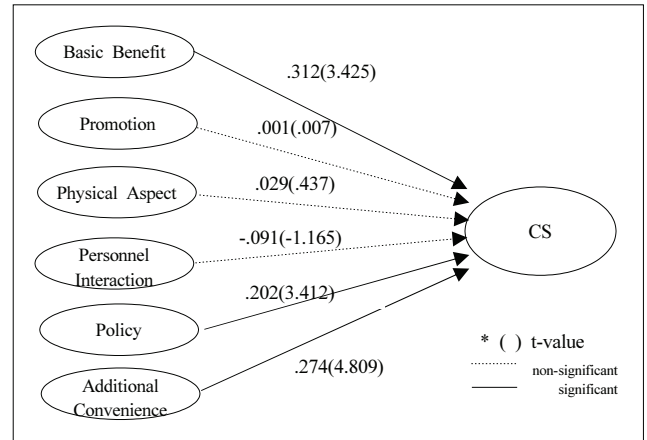 Basic Benefit
.312(3.425)
Promotion
.001(.007)
Physical Aspect
.029(.437)
CS
-.091(-1.165)
Personnel
Interaction
.202(3.412)
Policy
* ( ) t-value
.274(4.809)
non-significant
Additional
Convenience
significant